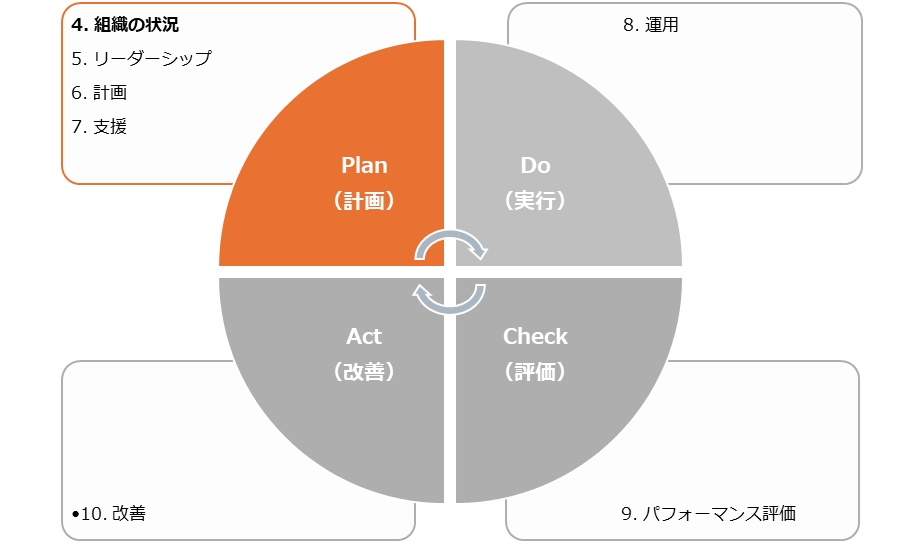 4. 組織の状況
5. リーダーシップ
6. 計画
7. 支援
8. 運用
Plan
（計画）
Do
（実行）
Act
（改善）
Check
（評価）
•10. 改善
9. パフォーマンス評価